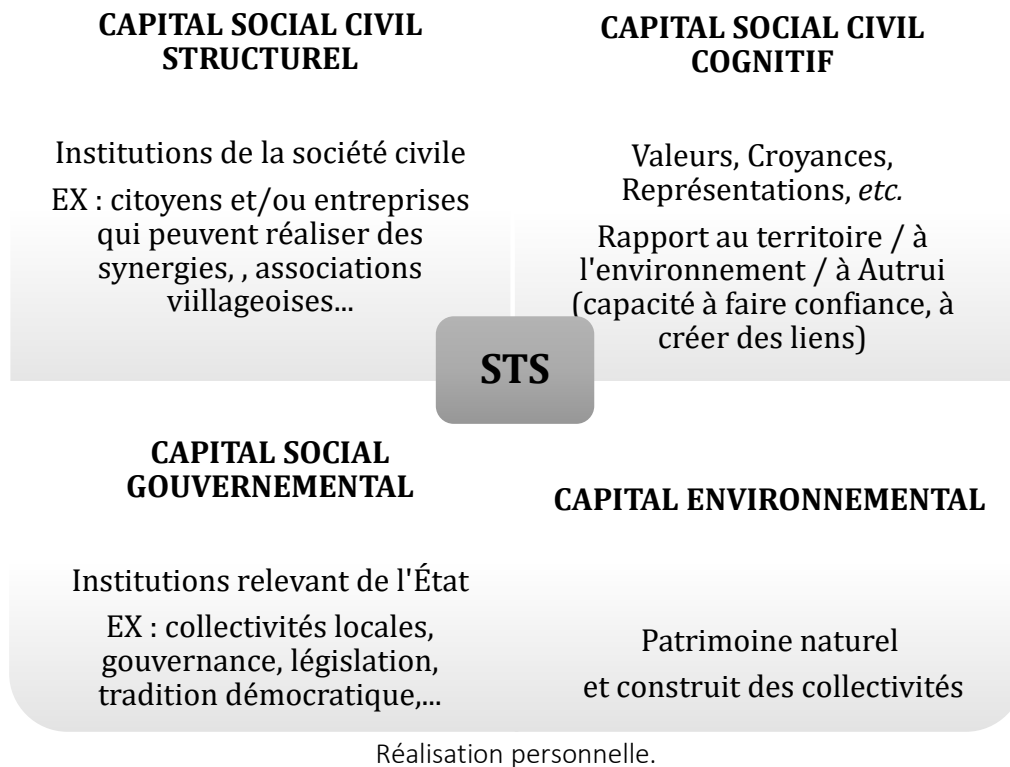 CAPITAL SOCIAL CIVIL
STRUCTUREL
Institutions de la société civile
EX : citoyens et/ou entreprises
qui peuvent réaliser des
synergies, , associations
viillageoises...
CAPITAL SOCIAL CIVIL
COGNITIF
Valeurs, Croyances,
Représentations, etc.
Rapport au territoire / à
l'environnement / à Autrui
(capacité à faire confiance, à
créer des liens)
STS
CAPITAL SOCIAL
GOUVERNEMENTAL
Institutions relevant de l'État
EX : collectivités locales,
gouvernance, législation,
tradition démocratique,...
CAPITAL ENVIRONNEMENTAL
Patrimoine naturel
et construit des collectivités
Réalisation personnelle.